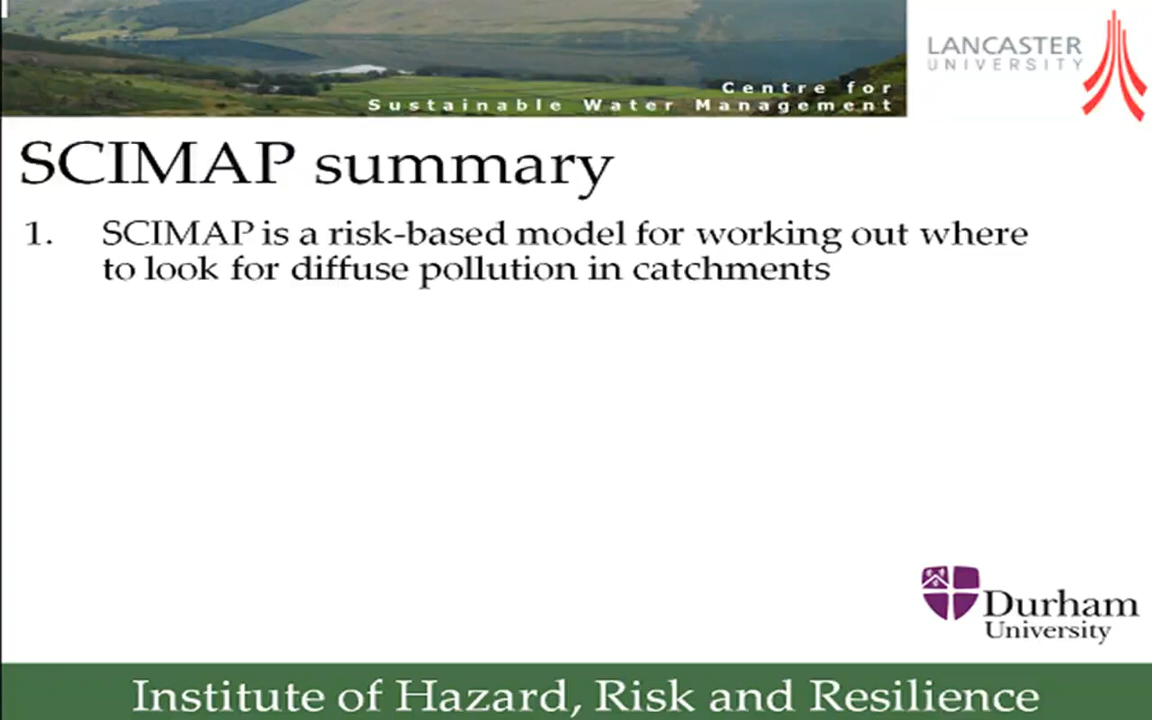 LANCASTER
UNIVERSITY
Centre for
Sustainable Water Management
SCIMAP summary
1. SCIMAP is a risk-based model for working out where
to look for diffuse pollution in catchments
Durham
University
Institute of Hazard, Risk and Resilience